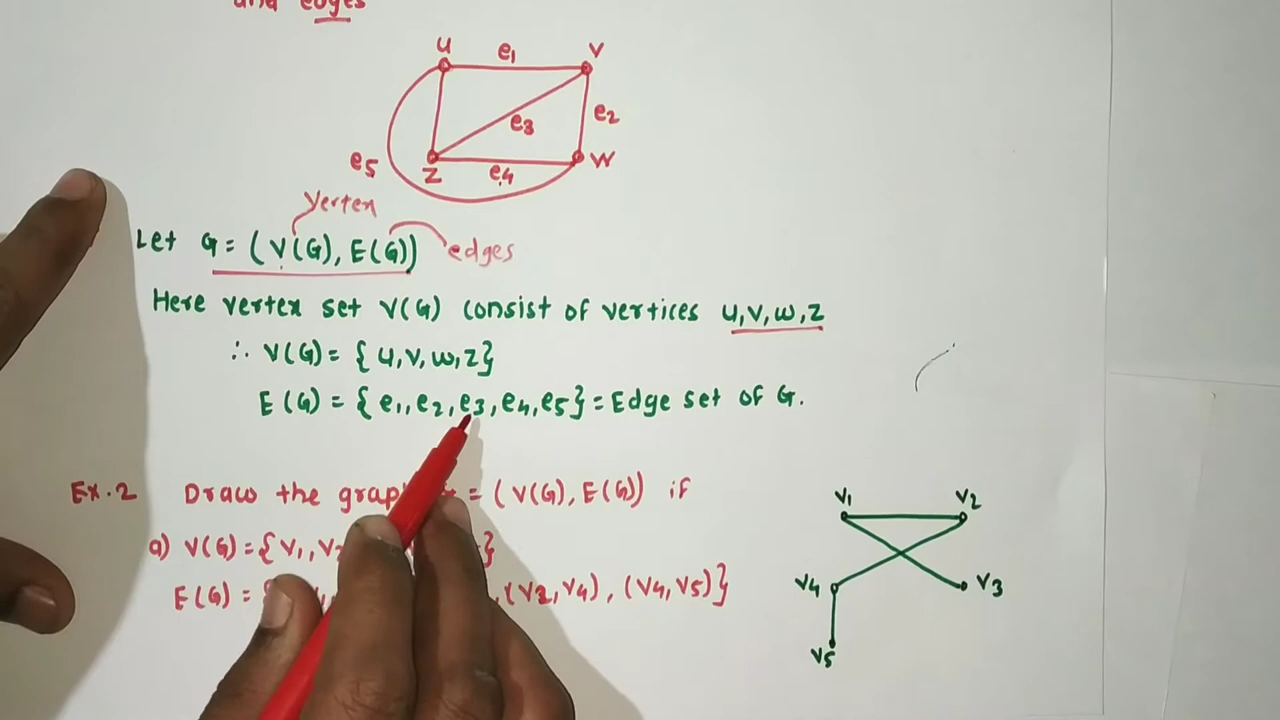 and edges
u e1 v
e3 e2
e5 z e4 w
Vertex
Let G = (V(G), E(G)) edges
Here vertex set V(G) consist of vertices u,v,w,z
∴ V(G) = {u,v,w,z}
E(G) = {e1,e2,e3,e4,e5} = Edge set of G.
Ex.2 Draw the = (V(G), E(G)) if
a) V(G) = {v1, }
E(G) = { ,(v2,v4), (v4,v5)}
v1 v2
v4 v3
v5